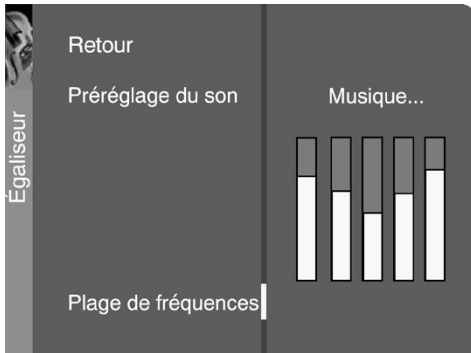 Retour
Préréglage du son
Musique...
Égaliseur
Plage de fréquences